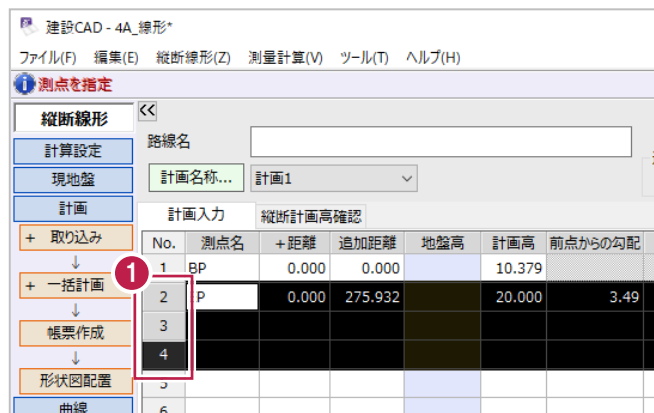 建設CAD - 4A_線形*
ファイル(F) 編集(E) 縦断線形(Z) 測量計算(V) ツール(T) ヘルプ(H)
測点を指定
縦断線形
<<
計算設定
現地盤
計画
+ 取り込み
↓
+ 一括計画
↓
帳票作成
↓
形状図配置
曲線
路線名
計画名称... 計画1
計画入力 縦断計画高確認
No. 測点名 +距離 追加距離 地盤高 計画高 前点からの勾配
1 BP 0.000 0.000 10.379
2 EP 0.000 275.932 20.000 3.49
3
4
5
6
1